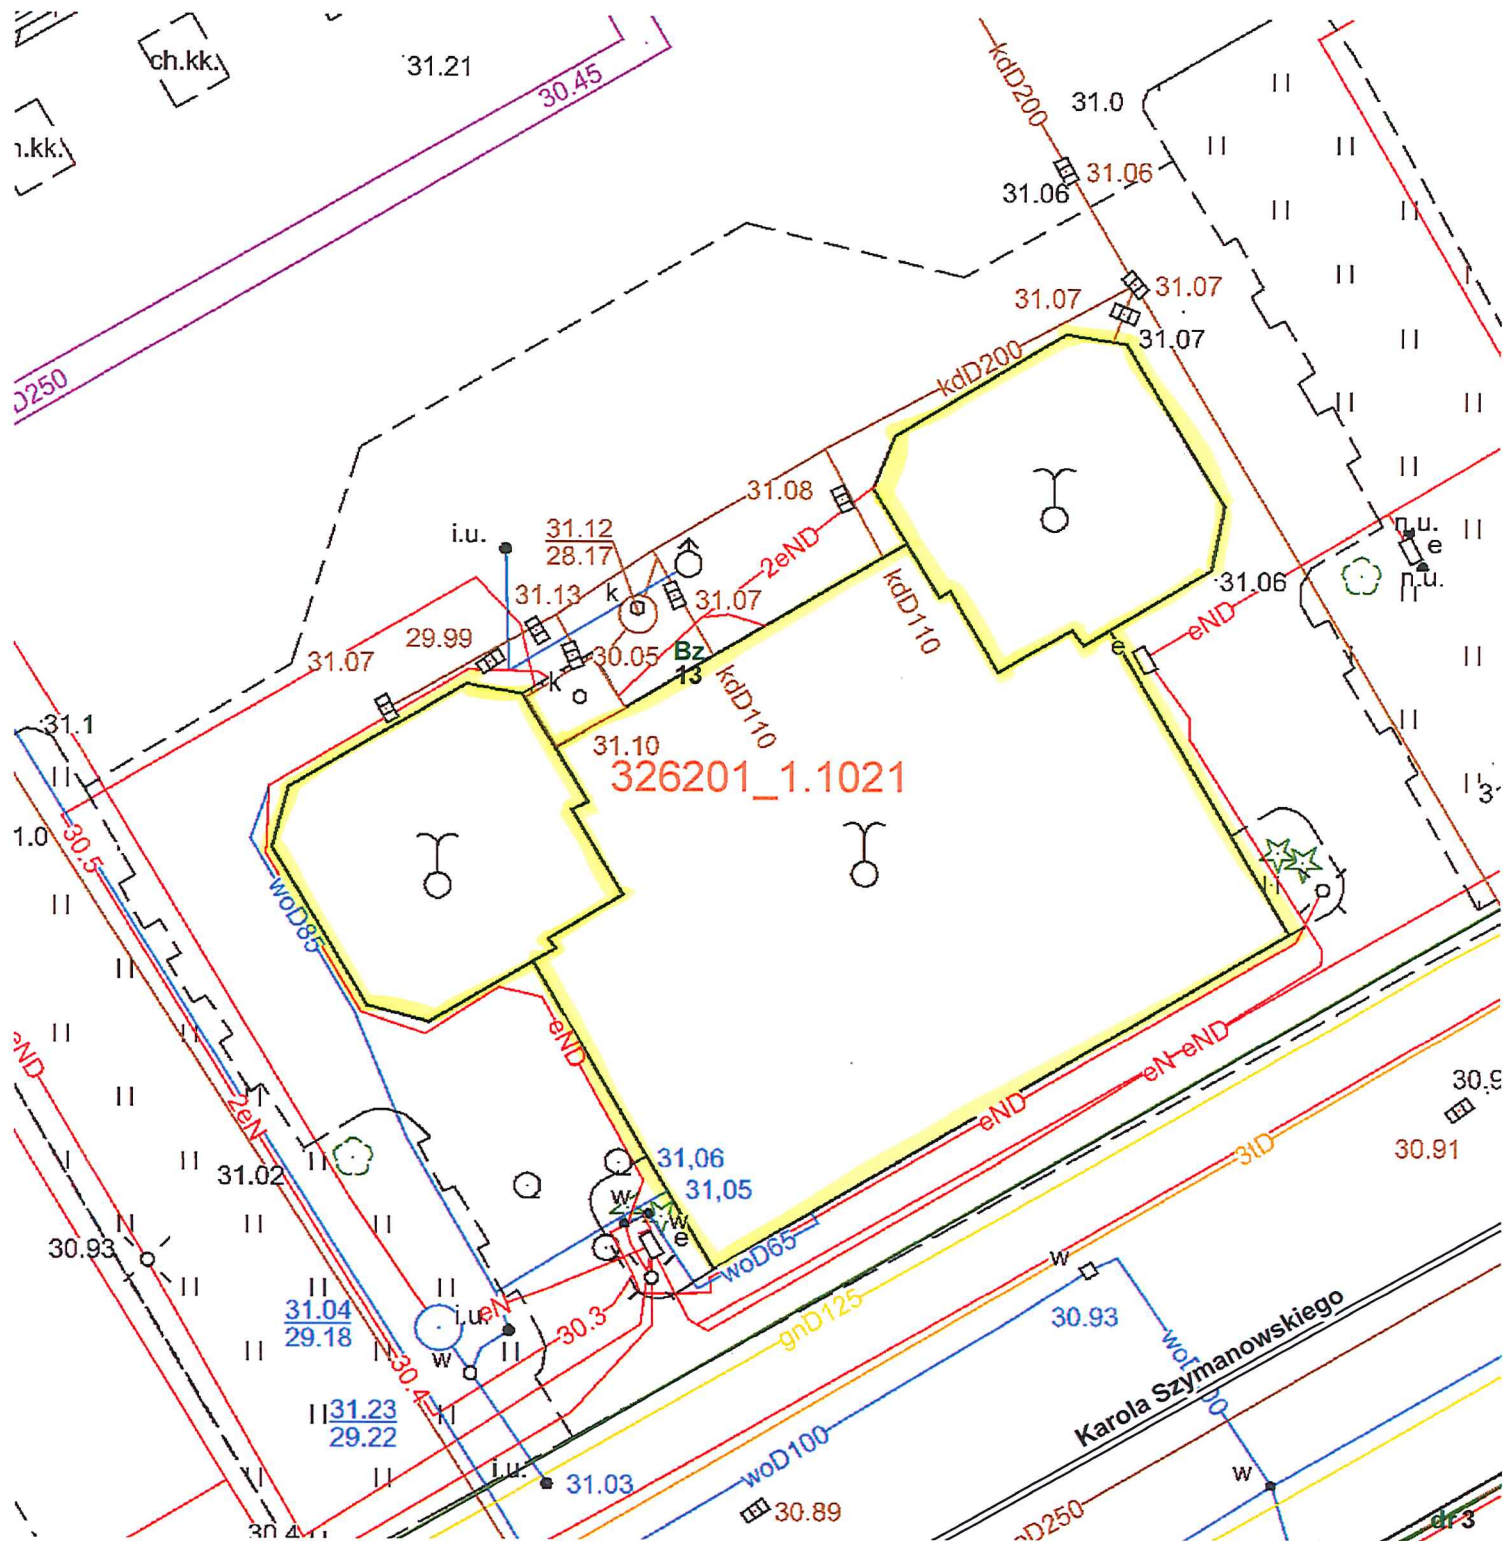 ch.kk.
31.21
30.45
kdD200
31.0
31.06
31.06
31.07
31.07
31.07
kdD200
D250
31.08
2eND
i.u.
31.12
28.17
k
31.13
31.07
29.99
30.05
Bz
13
31.07
k
kdD110
kdD110
31.10
326201_1.1021
n.u.
e
n.u.
31.06
eND
e
31.1
30.5
1.0
woD85
eND
eND
2eN
31.02
30.93
31,06
31,05
w
w
e
woD65
eND
eN
eND
3tD
30.91
31.04
29.18
i.u.
eN
w
30.3
30.4
31.23
29.22
i.u.
31.03
gnD125
w
30.93
woD100
Karola Szymanowskiego
w
30.89
D250
dr 3